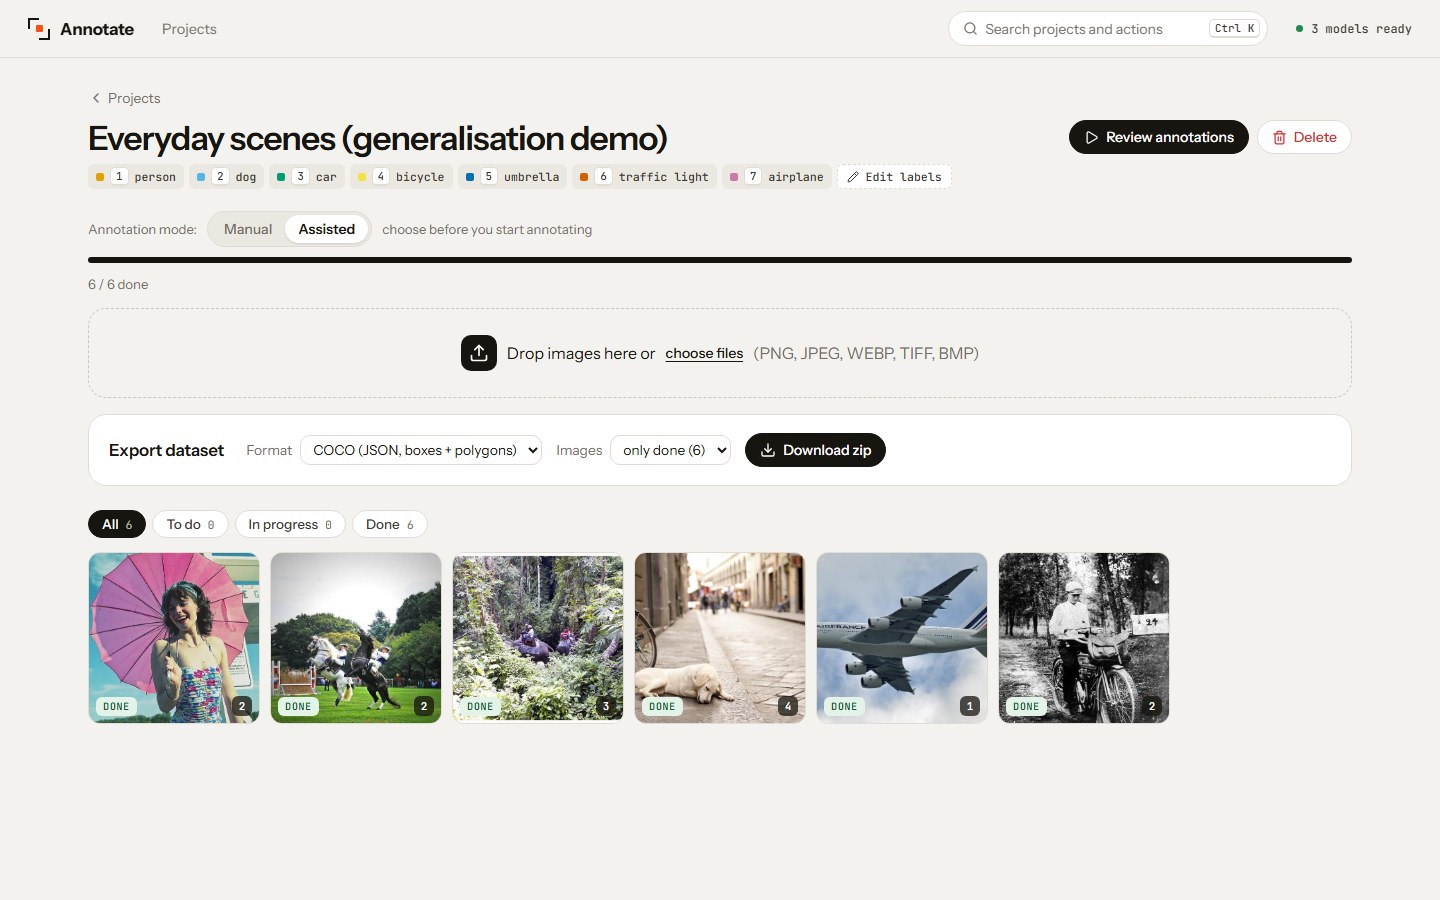 Annotate Projects Search projects and actions Ctrl K 3 models ready
Projects
Everyday scenes (generalisation demo) Review annotations Delete
1 person 2 dog 3 car 4 bicycle 5 umbrella 6 traffic light 7 airplane Edit labels
Annotation mode: Manual Assisted choose before you start annotating
6 / 6 done
Drop images here or choose files (PNG, JPEG, WEBP, TIFF, BMP)
Export dataset Format COCO (JSON, boxes + polygons) Images only done (6) Download zip
All 6 To do 0 In progress 0 Done 6
24
DONE 2 DONE 2 DONE 3 DONE 4 DONE 1 DONE 2